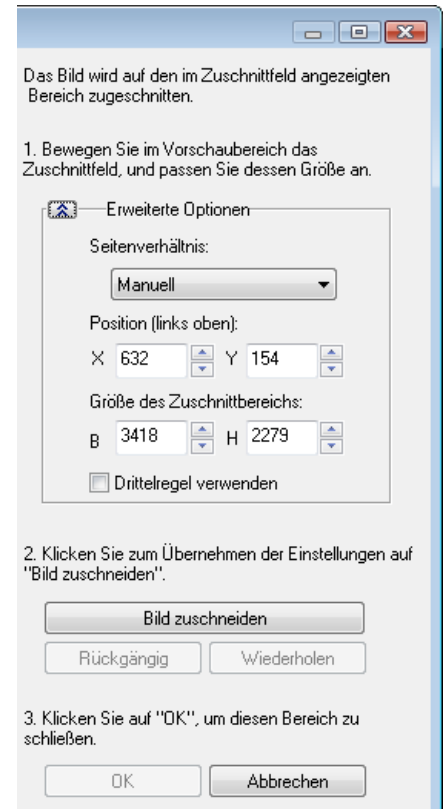 Das Bild wird auf den im Zuschnittfeld angezeigten
Bereich zugeschnitten.
1. Bewegen Sie im Vorschaubereich das
Zuschnittfeld, und passen Sie dessen Größe an.
Erweiterte Optionen
Seitenverhältnis:
Manuell
Position (links oben):
X 632 Y 154
Größe des Zuschnittbereichs:
B 3418 H 2279
Drittelregel verwenden
2. Klicken Sie zum Übernehmen der Einstellungen auf
"Bild zuschneiden".
Bild zuschneiden
Rückgängig Wiederholen
3. Klicken Sie auf "OK", um diesen Bereich zu
schließen.
OK Abbrechen